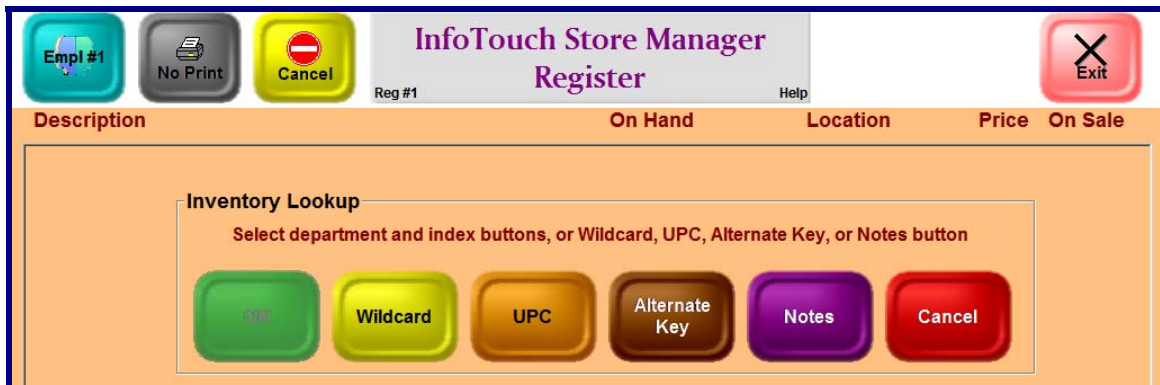 Empl #1
No Print
Cancel
InfoTouch Store Manager
Register
Reg #1
Help
Exit
Description On Hand Location Price On Sale
Inventory Lookup
Select department and index buttons, or Wildcard, UPC, Alternate Key, or Notes button
OK
Wildcard
UPC
Alternate
Key
Notes
Cancel